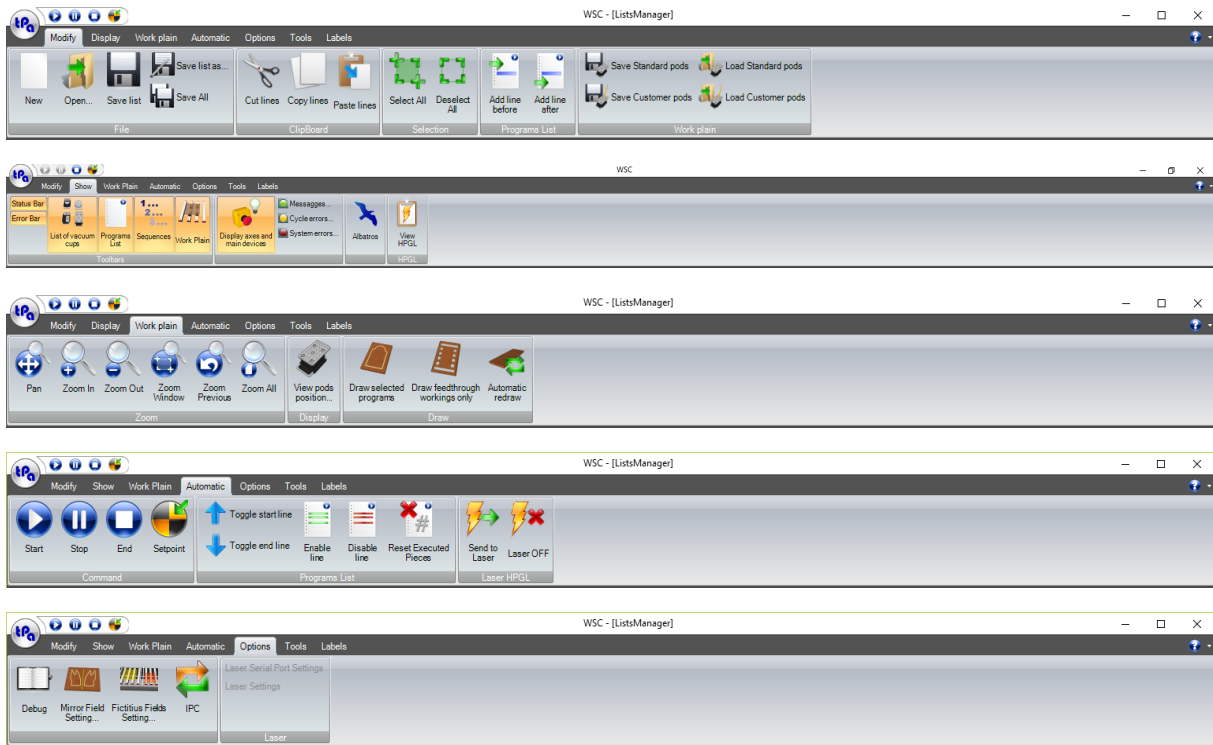 tPa
WSC - [ListsManager]
Modify Display Work plain Automatic Options Tools Labels
New Open... Save list Save list as... Save All
Cut lines Copy lines Paste lines
Select All Deselect All
Add line before Add line after
Save Standard pods Load Standard pods
Save Customer pods Load Customer pods
File ClipBoard Selection Programs List Work plain
tPa
WSC
Modify Show Work Plain Automatic Options Tools Labels
Status Bar
Error Bar
List of vacuum cups Programs List Sequences Work Plain
1... 2... 3...
Display axes and main devices
Messagges...
Cycle errors...
System errors...
Albatros View HPGL
Toolbars HPGL
tPa
WSC - [ListsManager]
Modify Display Work plain Automatic Options Tools Labels
Pan Zoom In Zoom Out Zoom Window Zoom Previous Zoom All
View pods position...
Draw selected programs Draw feedthrough workings only Automatic redraw
Zoom Display Draw
tPa
WSC - [ListsManager]
Modify Show Work Plain Automatic Options Tools Labels
Start Stop End Setpoint
Toggle start line
Toggle end line
Enable line Disable line Reset Executed Pieces
#
Send to Laser Laser OFF
Command Programs List Laser HPGL
tPa
WSC - [ListsManager]
Modify Show Work Plain Automatic Options Tools Labels
Debug Mirror Field Setting... Fictitius Fields Setting... IPC
Laser Serial Port Settings
Laser Settings
Laser